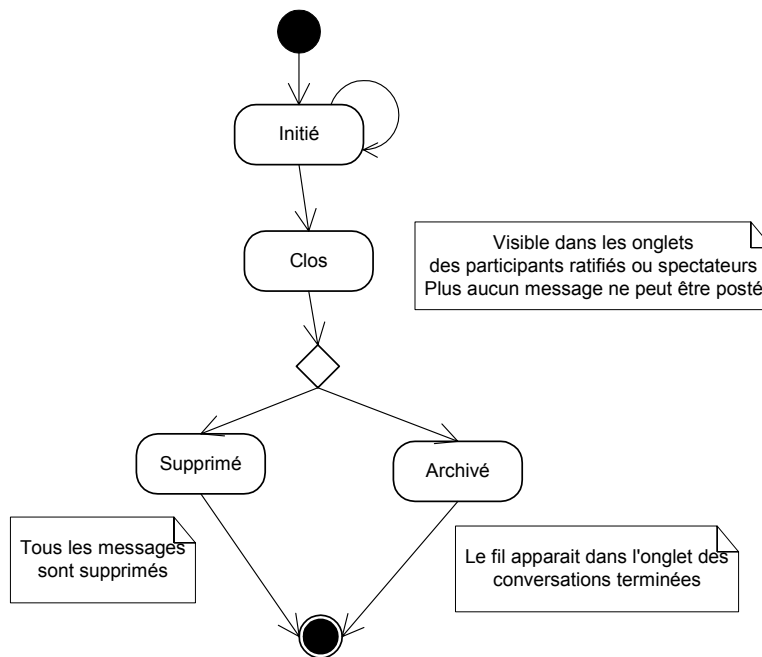 Initié
Clos
Visible dans les onglets
des participants ratifiés ou spectateurs
Plus aucun message ne peut être posté
Supprimé
Archivé
Tous les messages
sont supprimés
Le fil apparait dans l'onglet des
conversations terminées